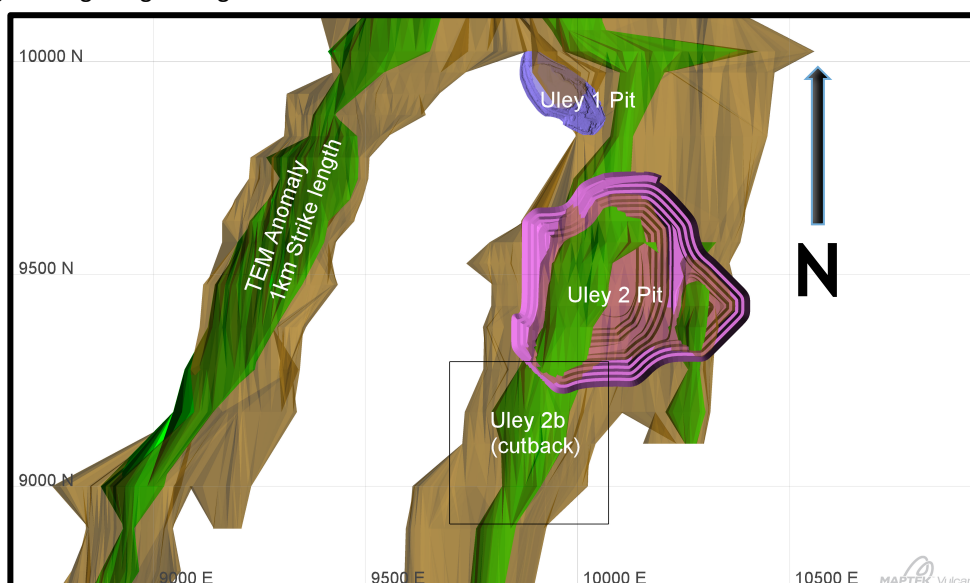 10000 N
Uley 1 Pit
TEM Anomaly
1km Strike length
9500 N
Uley 2 Pit
N
Uley 2b
(cutback)
9000 N
9000 E
9500 E
10000 E
10500 E
MAPTEK Vulcan